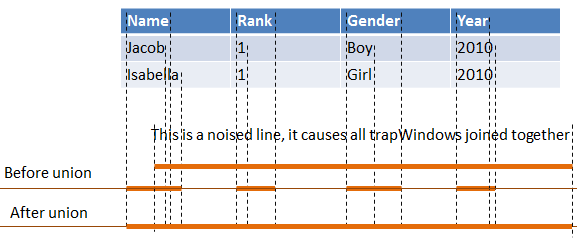 Name Rank Gender Year
Jacob 1 Boy 2010
Isabella 1 Girl 2010
This is a noised line, it causes all trapWindows joined together
Before union
After union